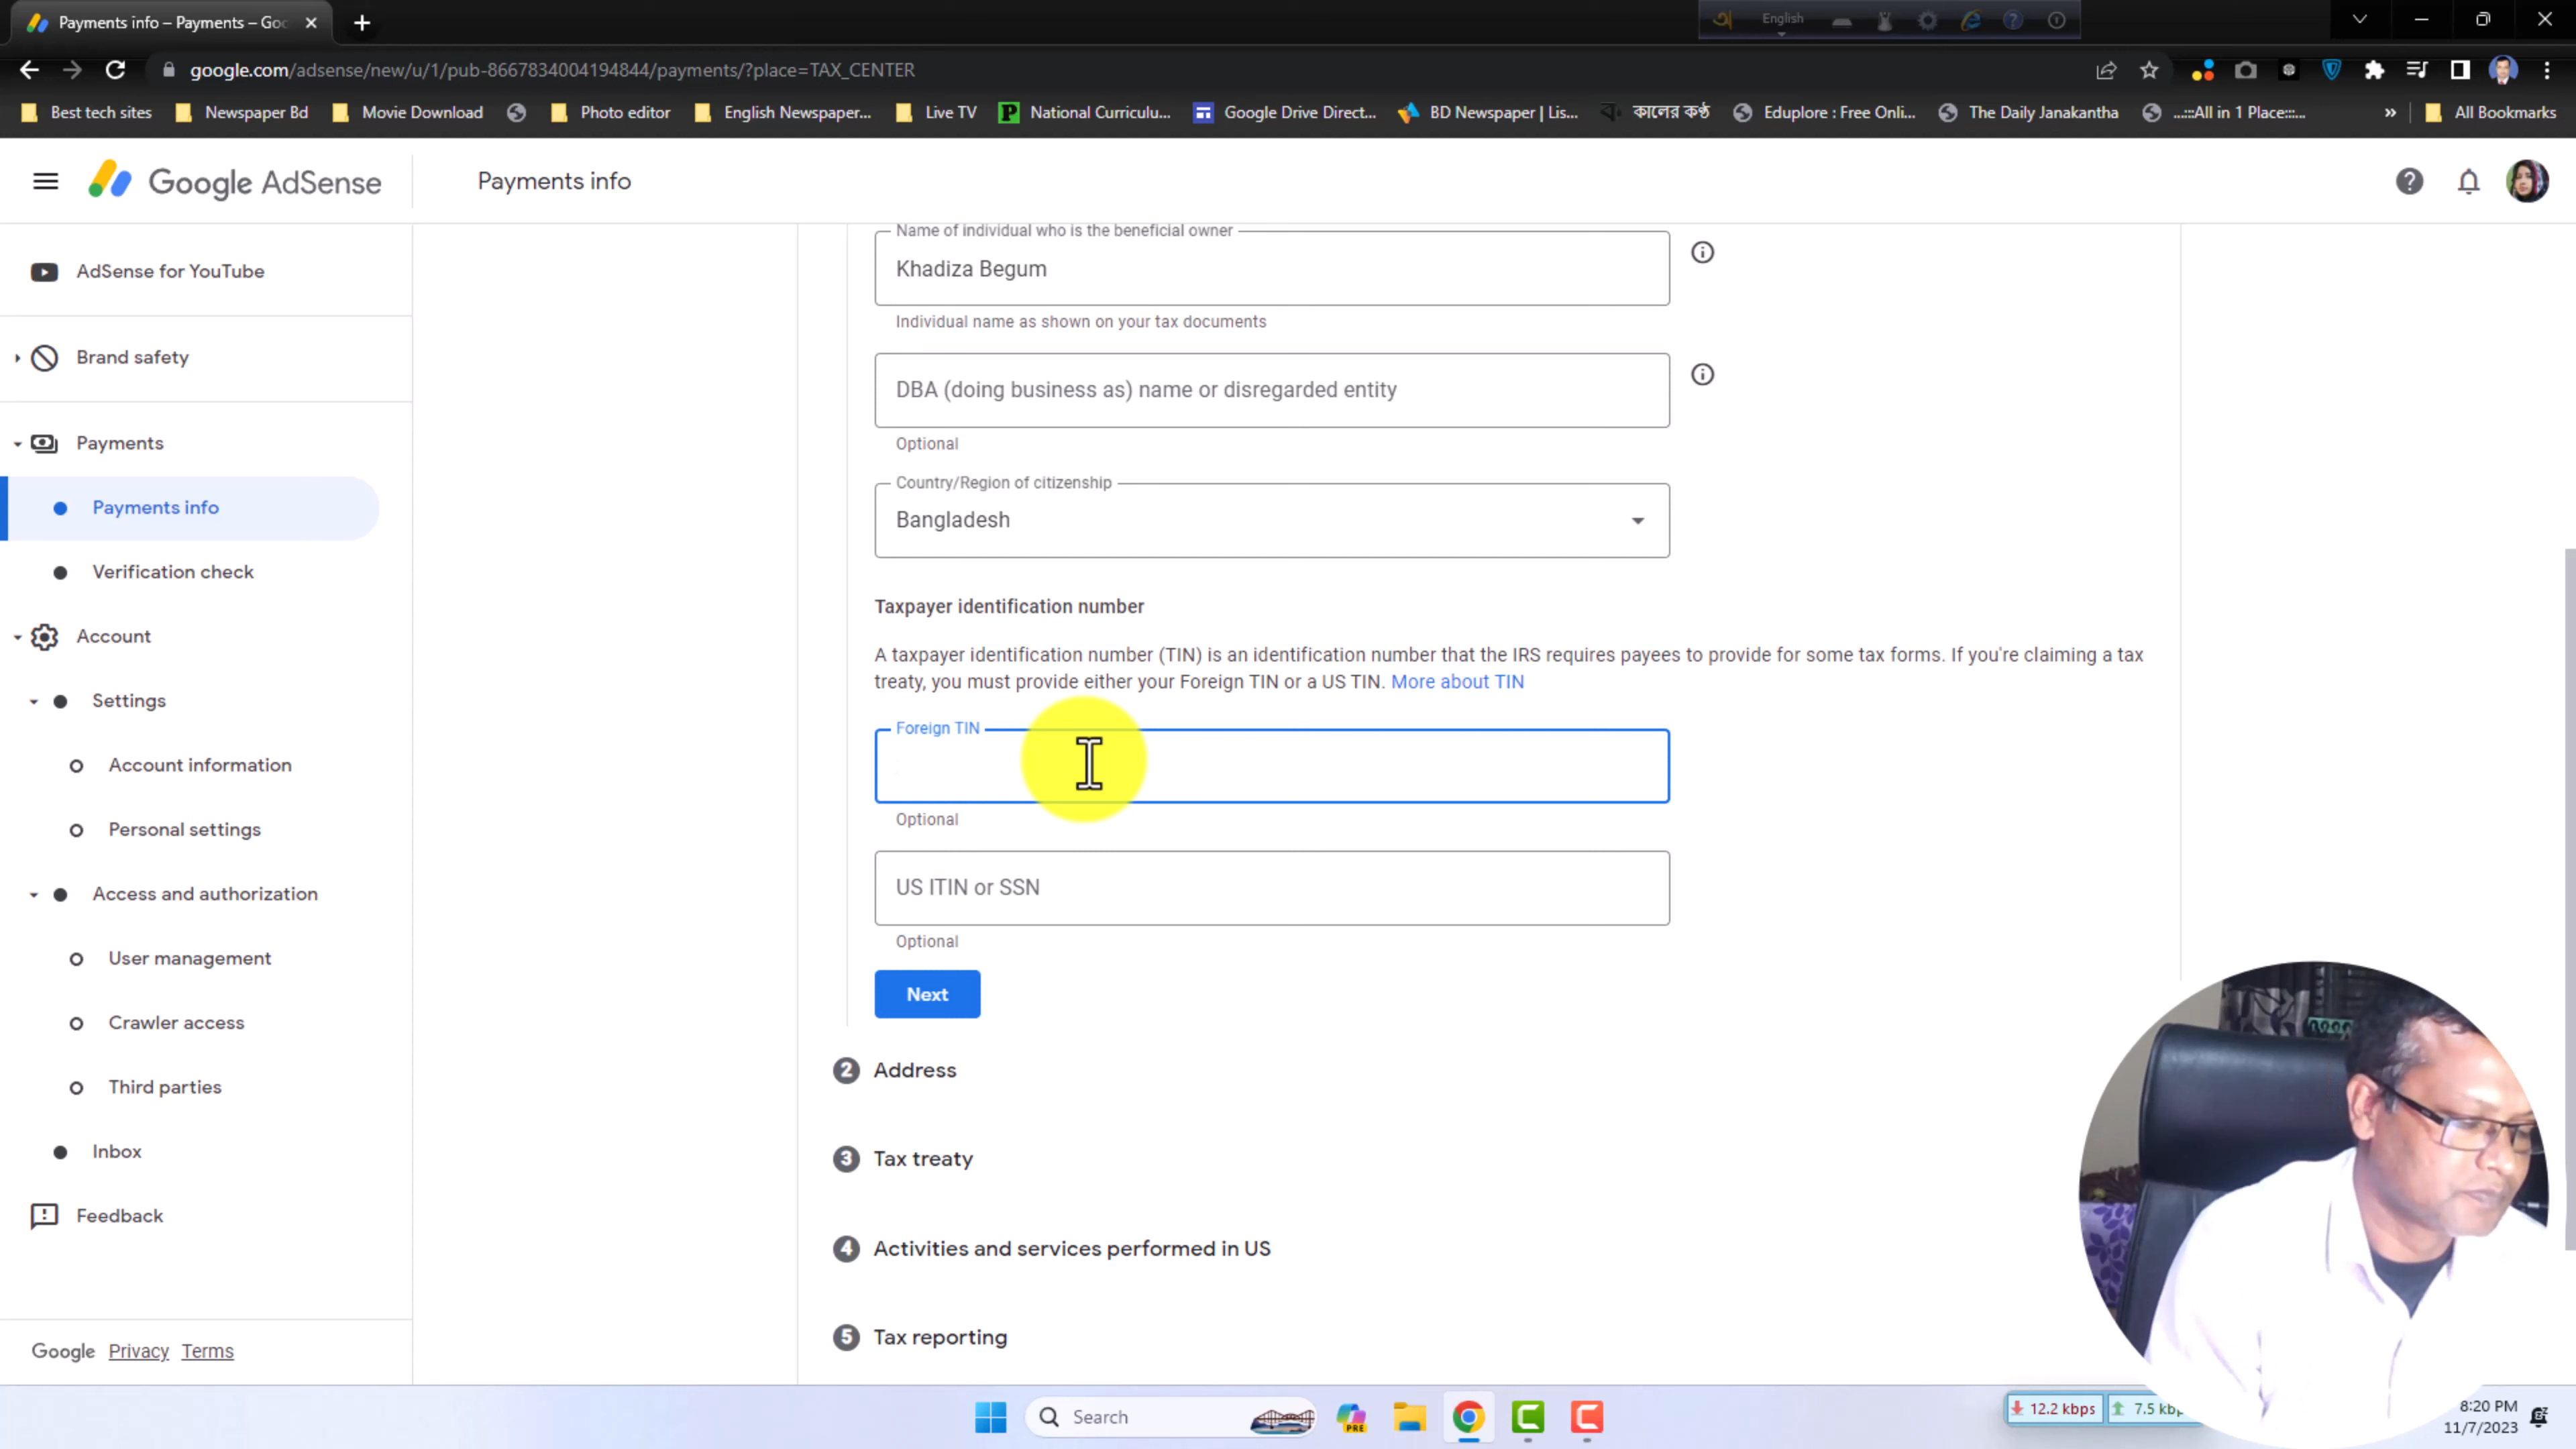 Payments info – Payments – Goo
English
google.com/adsense/new/u/1/pub-8667834004194844/payments/?place=TAX_CENTER
Best tech sites
Newspaper Bd
Movie Download
Photo editor
English Newspaper...
Live TV
National Curriculu...
Google Drive Direct...
BD Newspaper | Lis...
কালের কণ্ঠ
Eduplore : Free Onli...
The Daily Janakantha
...:::All in 1 Place:::...
All Bookmarks
Google AdSense
Payments info
AdSense for YouTube
Brand safety
Payments
Payments info
Verification check
Account
Settings
Account information
Personal settings
Access and authorization
User management
Crawler access
Third parties
Inbox
Feedback
Google Privacy Terms
Name of individual who is the beneficial owner
Khadiza Begum
Individual name as shown on your tax documents
DBA (doing business as) name or disregarded entity
Optional
Country/Region of citizenship
Bangladesh
Taxpayer identification number
A taxpayer identification number (TIN) is an identification number that the IRS requires payees to provide for some tax forms. If you're claiming a tax
treaty, you must provide either your Foreign TIN or a US TIN. More about TIN
Foreign TIN
Optional
US ITIN or SSN
Optional
Next
2 Address
3 Tax treaty
4 Activities and services performed in US
5 Tax reporting
Search
PRE
12.2 kbps
7.5 kbp
8:20 PM
11/7/2023